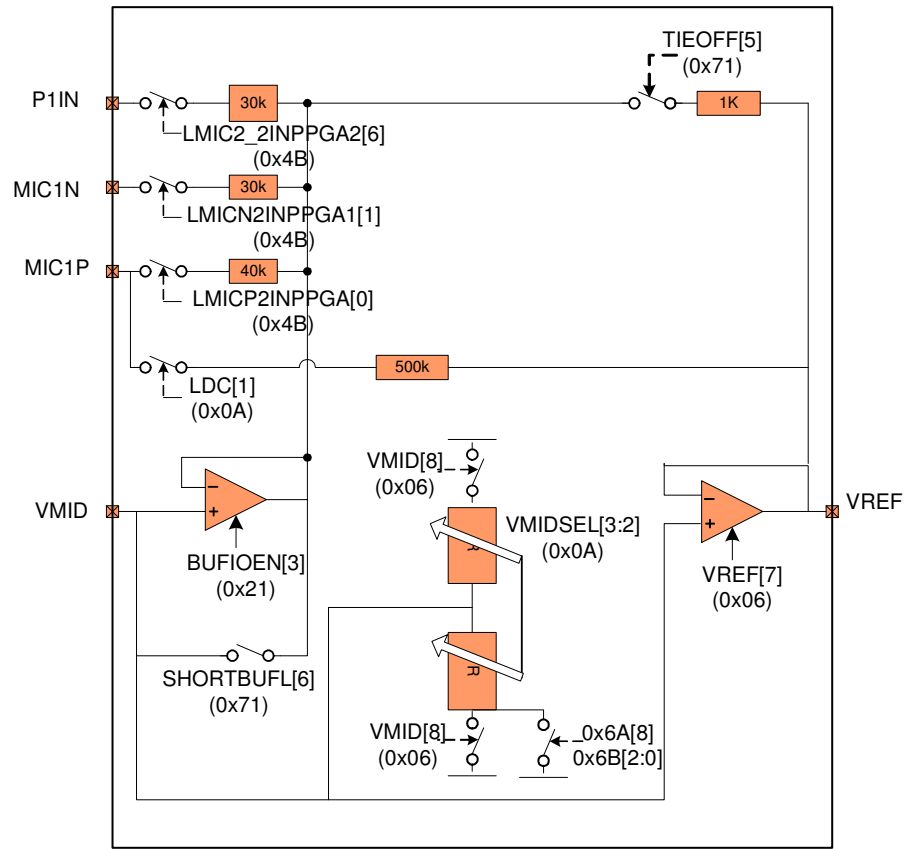 TIEOFF[5]
(0x71)
P1IN
30k
1K
LMIC2_2INPPGA2[6]
(0x4B)
MIC1N
30k
LMICN2INPPGA1[1]
(0x4B)
MIC1P
40k
LMICP2INPPGA[0]
(0x4B)
500k
LDC[1]
(0x0A)
VMID[8]
(0x06)
VMID
BUFIOEN[3]
(0x21)
R
VMIDSEL[3:2]
(0x0A)
VREF
VREF[7]
(0x06)
SHORTBUFL[6]
(0x71)
R
VMID[8]
(0x06)
0x6A[8]
0x6B[2:0]